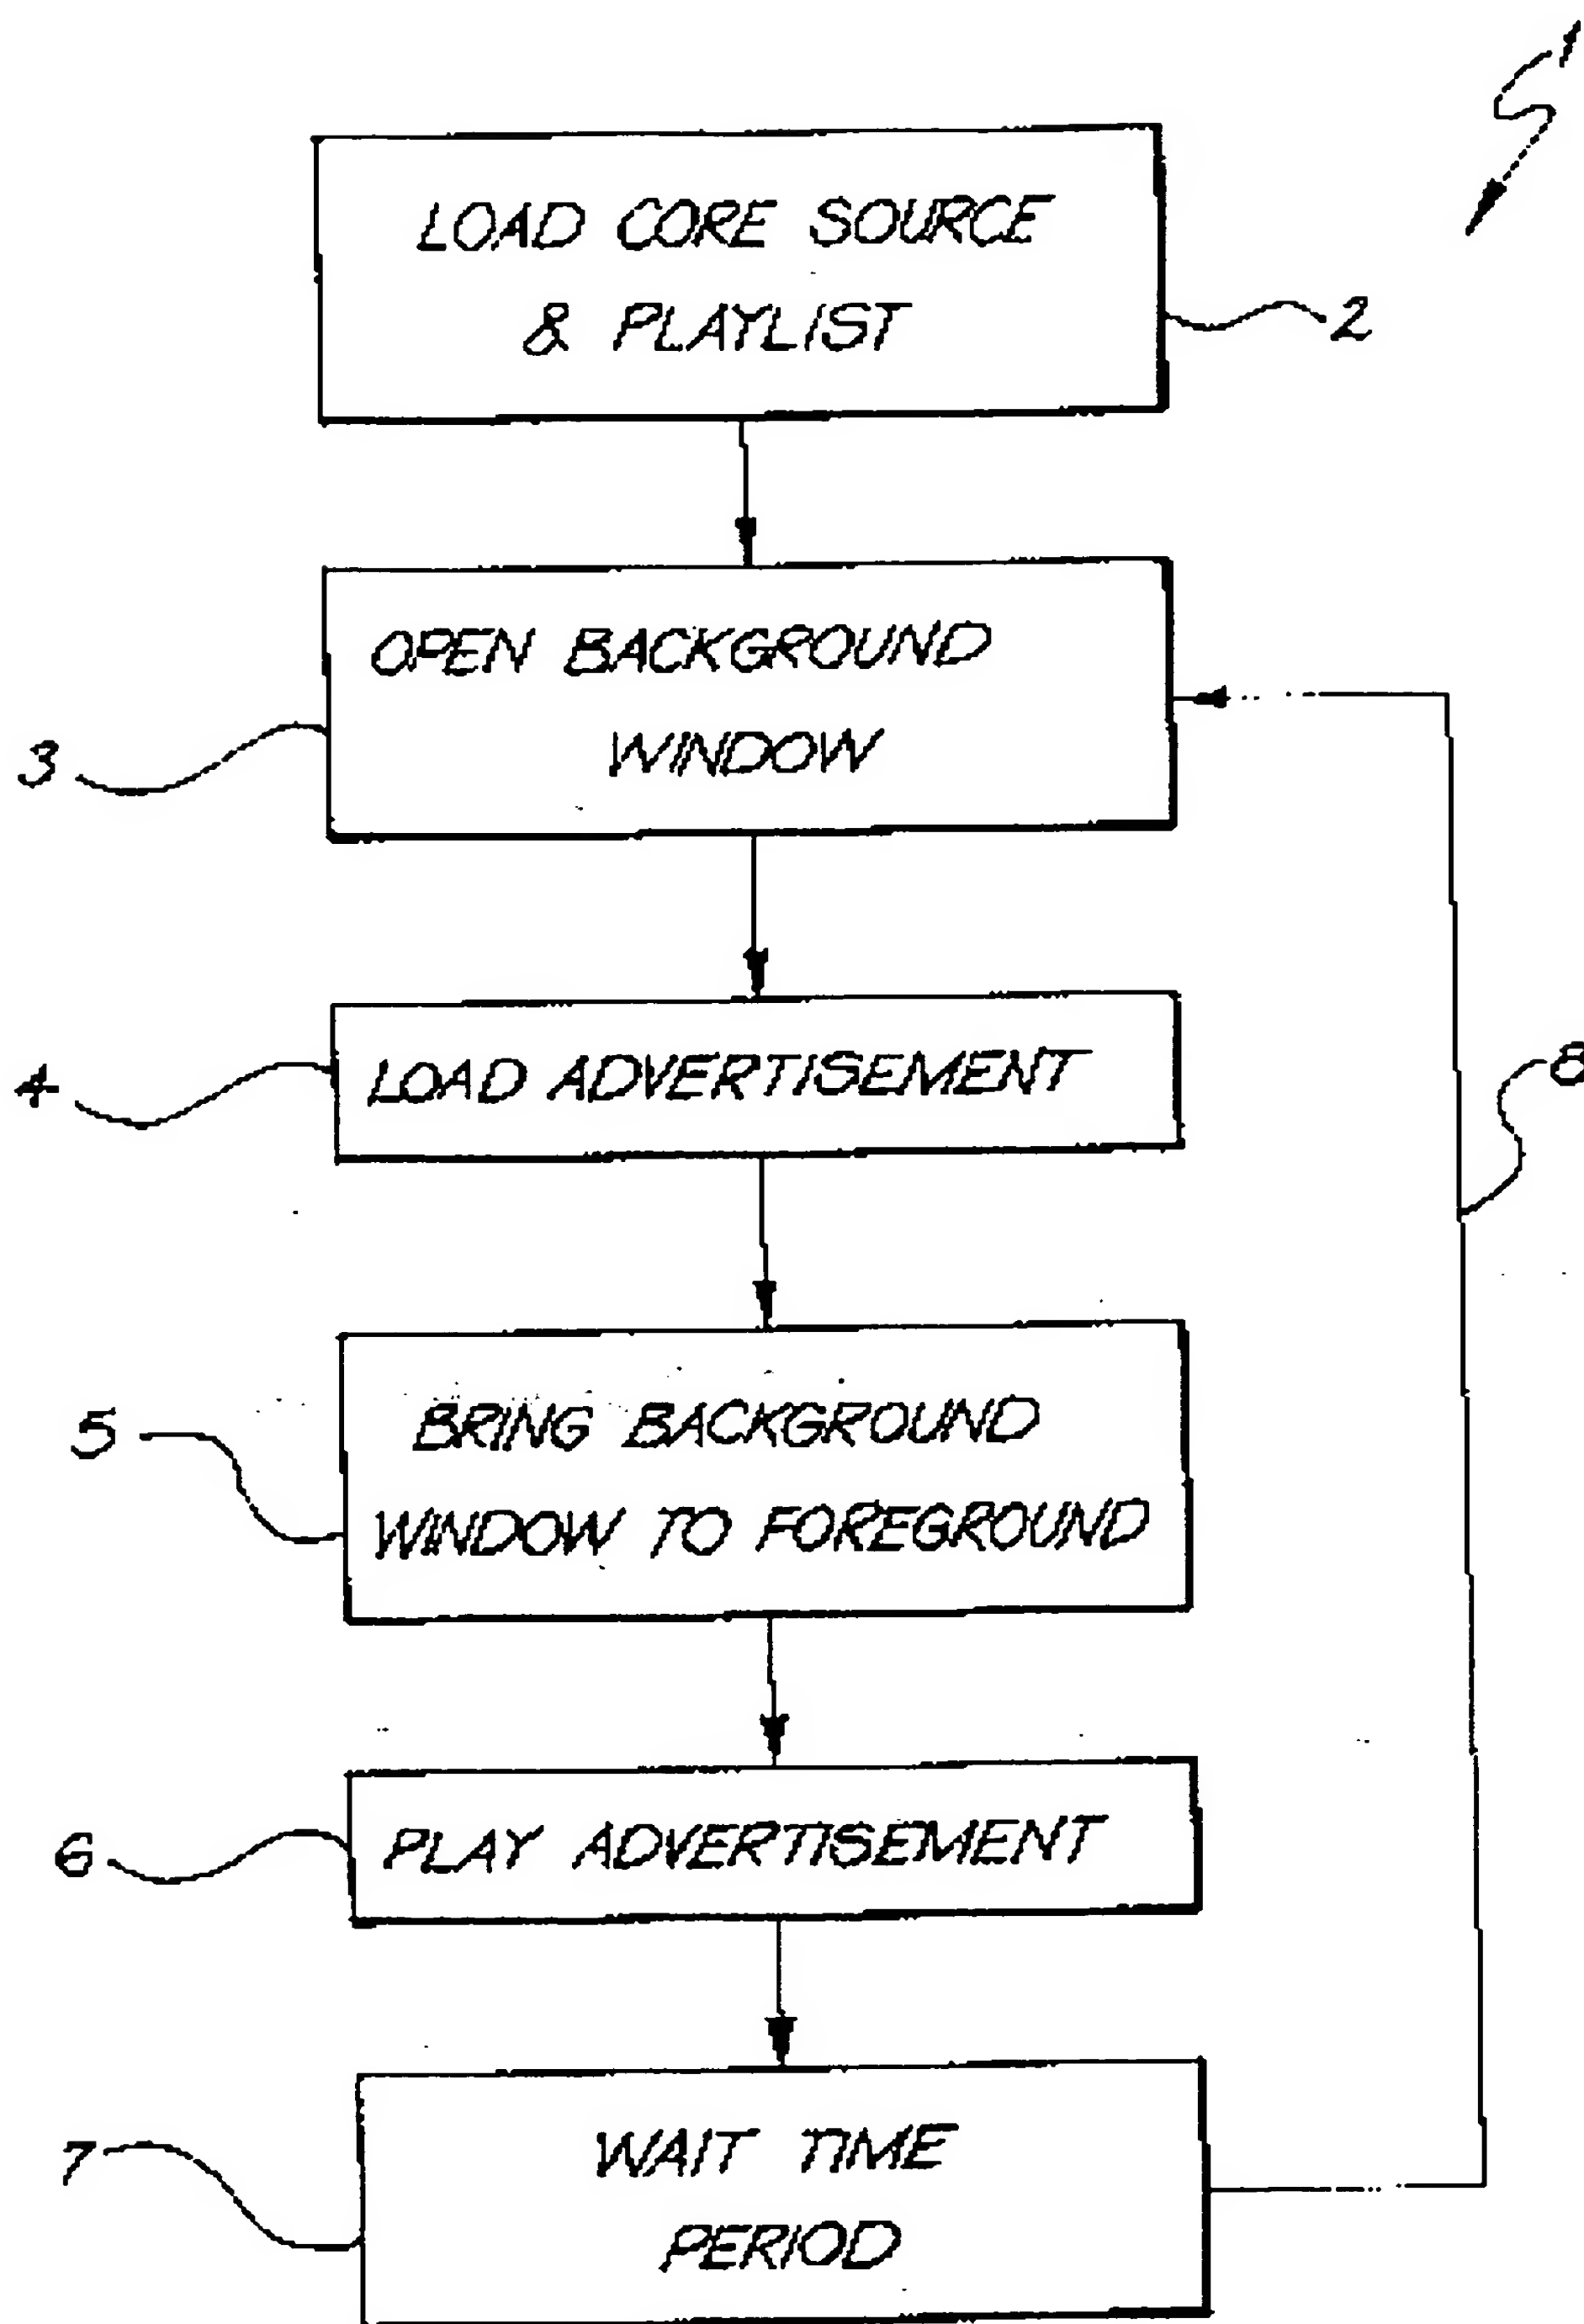 1
LOAD CORE SOURCE
& PLAYLIST
2
OPEN BACKGROUND
WINDOW
3
LOAD ADVERTISEMENT
4
8
BRING BACKGROUND
WINDOW TO FOREGROUND
5
PLAY ADVERTISEMENT
6
WAIT TIME
PERIOD
7